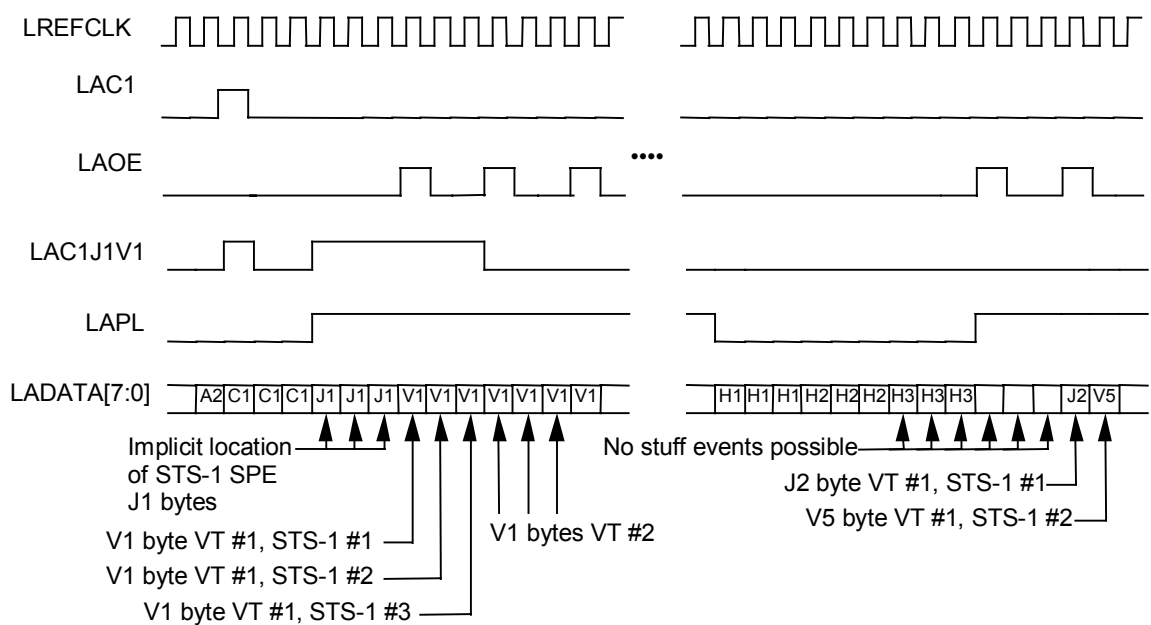 LREFCLK
LAC1
LAOE
••••
LAC1J1V1
LAPL
LADATA[7:0] A2 C1 C1 C1 J1 J1 J1 V1 V1 V1 V1 V1 V1 V1 H1 H1 H1 H2 H2 H2 H3 H3 H3 J2 V5
Implicit location
of STS-1 SPE
J1 bytes
V1 byte VT #1, STS-1 #1
V1 byte VT #1, STS-1 #2
V1 byte VT #1, STS-1 #3
V1 bytes VT #2
No stuff events possible
J2 byte VT #1, STS-1 #1
V5 byte VT #1, STS-1 #2